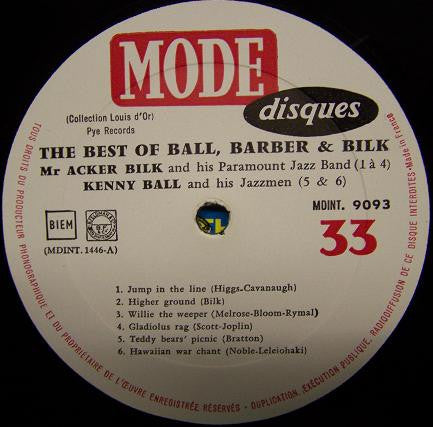 MODE
disques
(Collection Louis d'Or)
Pye Records
THE BEST OF BALL, BARBER & BILK
Mr ACKER BILK and his Paramount Jazz Band (1 à 4)
KENNY BALL and his Jazzmen (5 & 6)
MDINT. 9093
BIEM
33
(MDINT. 1446-A)
1. Jump in the line (Higgs-Cavanaugh)
2. Higher ground (Bilk)
3. Willie the weeper (Melrose-Bloom-Rymal)
4. Gladiolus rag (Scott-Joplin)
5. Teddy bears' picnic (Bratton)
6. Hawaiian war chant (Noble-Leleiohaki)
TOUS DROITS DU PRODUCTEUR PHONOGRAPHIQUE ET DU PROPRIÉTAIRE DE L'ŒUVRE ENREGISTRÉE RÉSERVÉS - DUPLICATION, EXÉCUTION PUBLIQUE, RADIODIFFUSION DE CE DISQUE INTERDITES - Made in France